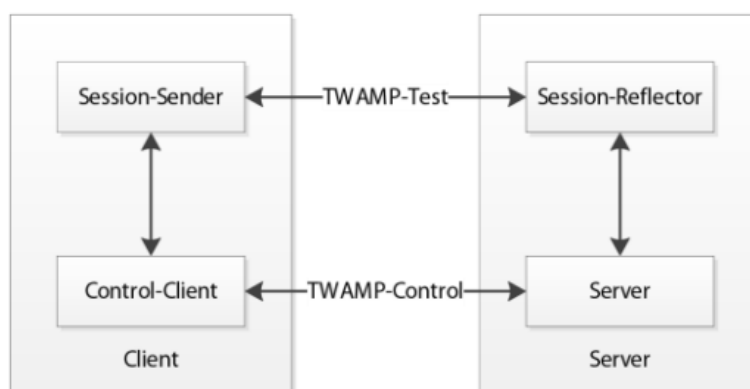 Session-Sender
TWAMP-Test
Session-Reflector
Control-Client
TWAMP-Control
Server
Client
Server